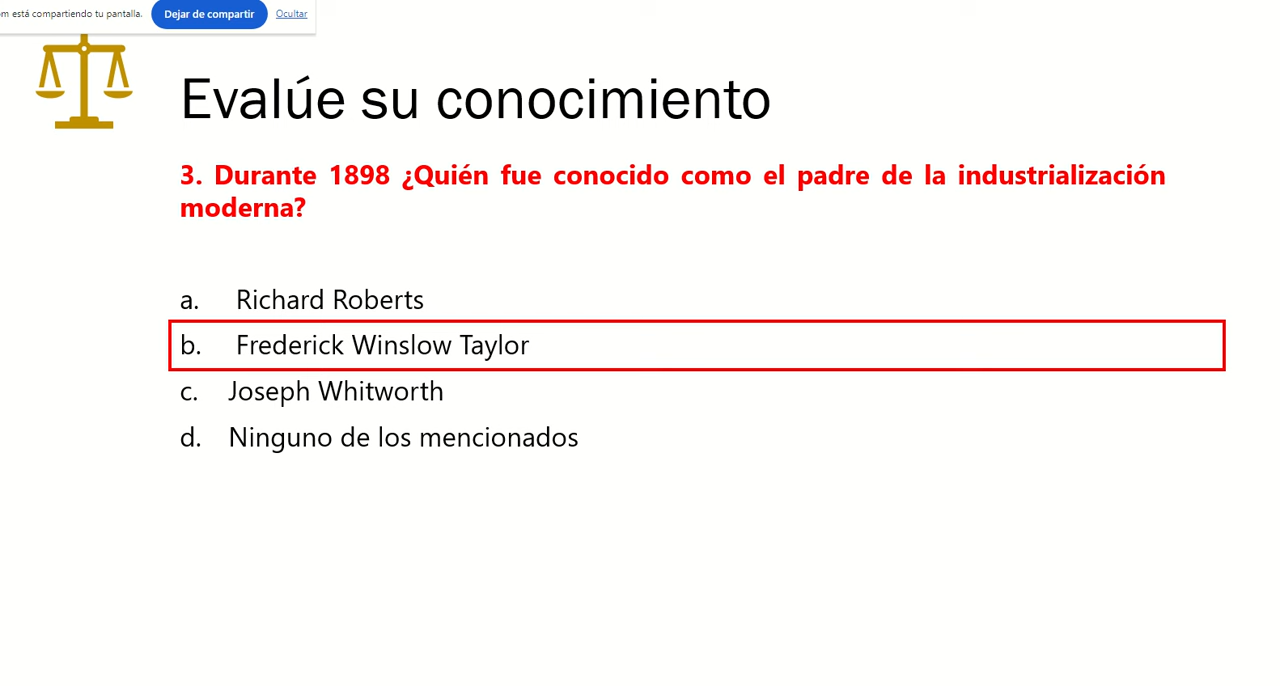 está compartiendo tu pantalla. Dejar de compartir Ocultar
Evalúe su conocimiento
3. Durante 1898 ¿Quién fue conocido como el padre de la industrialización
moderna?
a. Richard Roberts
b. Frederick Winslow Taylor
c. Joseph Whitworth
d. Ninguno de los mencionados